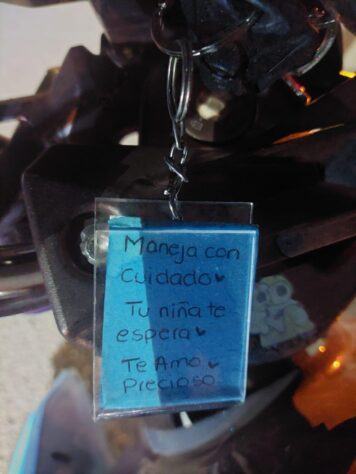 Maneja con
Cuidado♥
Tu niña te
espera♥
Te Amo♥
Precioso